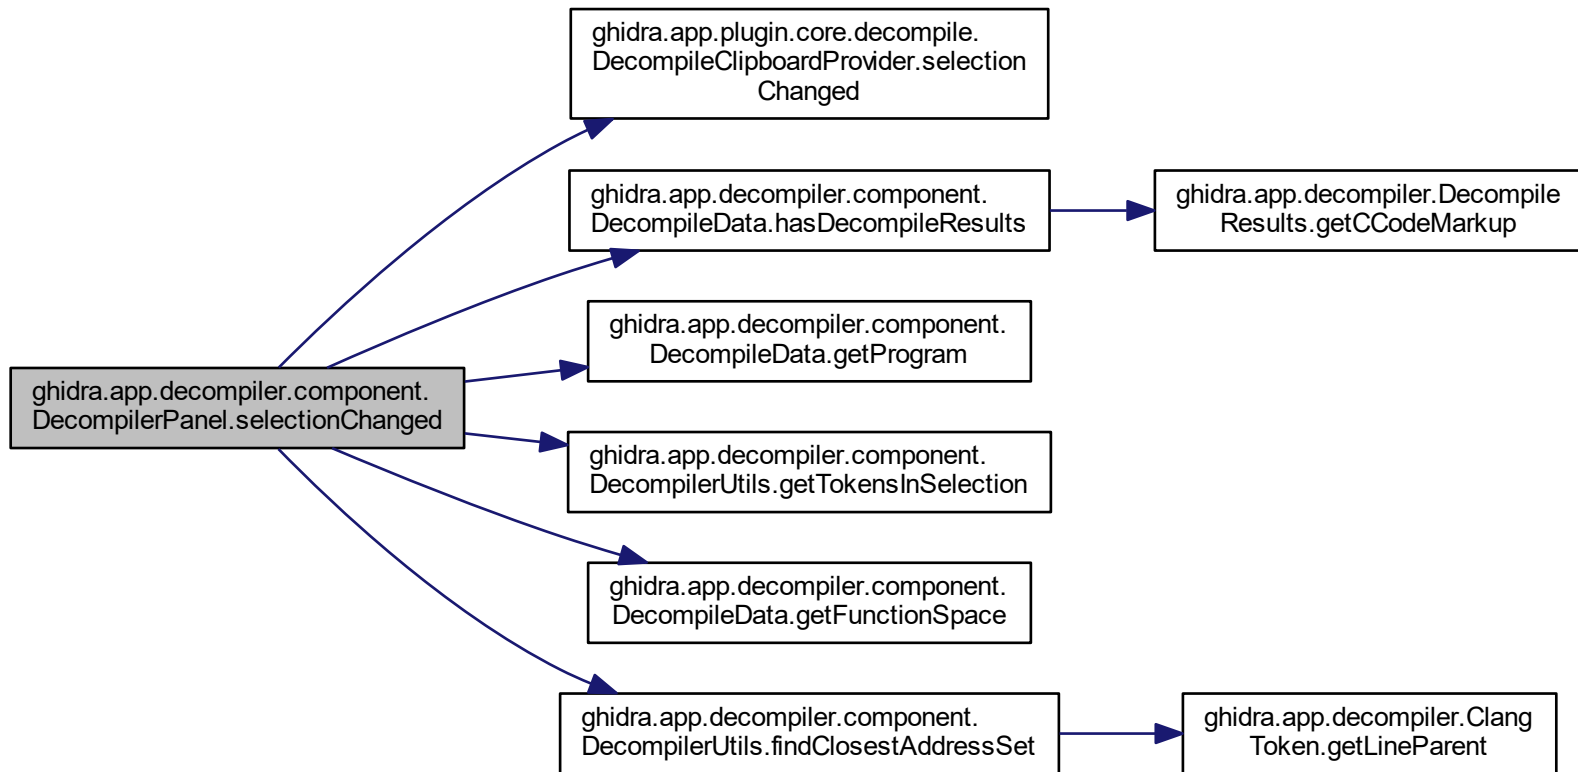 ghidra.app.plugin.core.decompile.
DecompileClipboardProvider.selection
Changed
ghidra.app.decompiler.component.
DecompileData.hasDecompileResults
ghidra.app.decompiler.Decompile
Results.getCCodeMarkup
ghidra.app.decompiler.component.
DecompileData.getProgram
ghidra.app.decompiler.component.
DecompilerPanel.selectionChanged
ghidra.app.decompiler.component.
DecompilerUtils.getTokensInSelection
ghidra.app.decompiler.component.
DecompileData.getFunctionSpace
ghidra.app.decompiler.component.
DecompilerUtils.findClosestAddressSet
ghidra.app.decompiler.Clang
Token.getLineParent